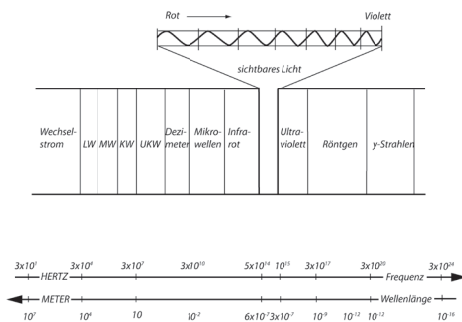 Rot Violett
sichtbares Licht
Wechsel-
strom
LW
MW
KW
UKW
Dezi-
meter
Mikro-
wellen
Infra-
rot
Ultra-
violett
Röntgen
γ-Strahlen
3x10¹ 3x10⁴ 3x10⁷ 3x10¹⁰ 5x10¹⁴ 10¹⁵ 3x10¹⁷ 3x10²⁰ 3x10²⁴
HERTZ Frequenz
METER Wellenlänge
10⁷ 10⁴ 10 10⁻² 6x10⁻⁷ 3x10⁻⁷ 10⁻⁹ 10⁻¹² 10⁻¹² 10⁻¹⁶